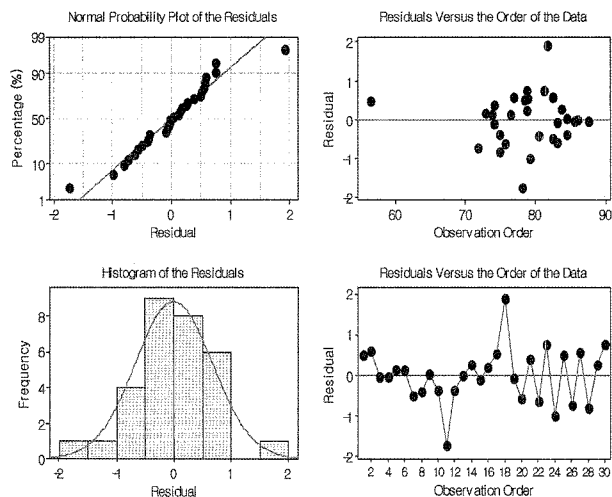 Normal Probability Plot of the Residuals
99
90
50
10
1
Percentage (%)
-2 -1 0 1 2
Residual
Residuals Versus the Order of the Data
2
1
0
-1
-2
Residual
60 70 80 90
Observation Order
Histogram of the Residuals
8
6
4
2
0
Frequency
-2 -1 0 1 2
Residual
Residuals Versus the Order of the Data
2
1
0
-1
-2
Residual
2 4 6 8 10 12 14 16 18 20 22 24 26 28 30
Observation Order